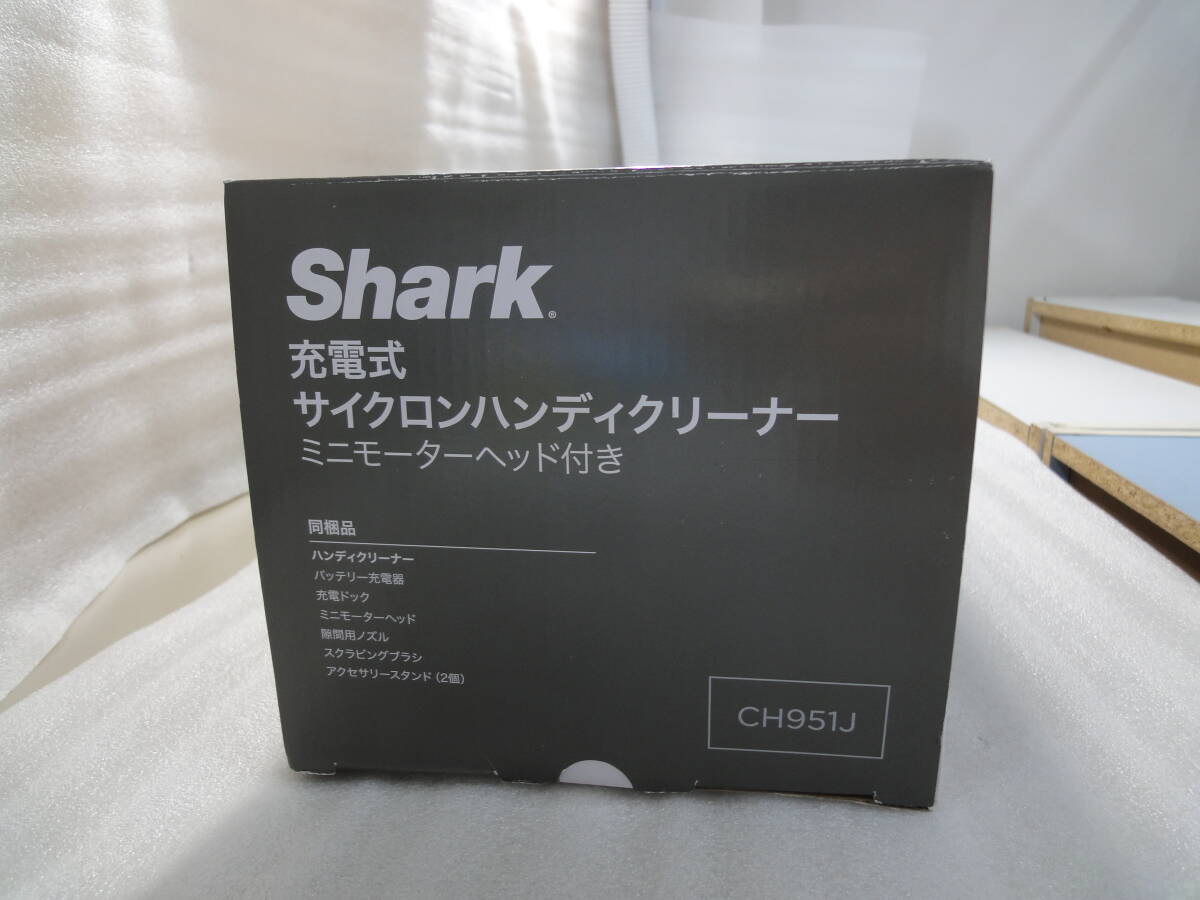 Shark®
充電式
サイクロンハンディクリーナー
ミニモーターヘッド付き
同梱品
ハンディクリーナー
バッテリー充電器
充電ドック
ミニモーターヘッド
隙間用ノズル
スクラビングブラシ
アクセサリースタンド（2個）
CH951J